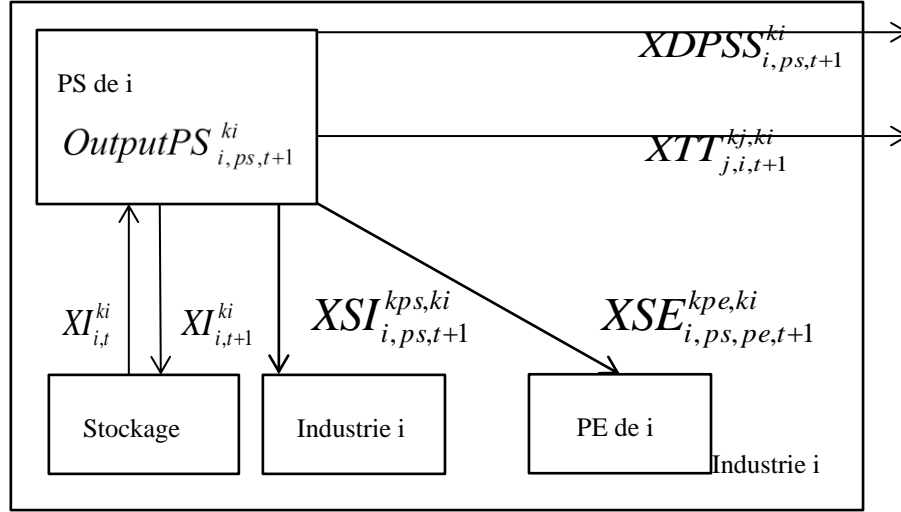 XDPSS^{ki}_{i,ps,t+1}
PS de i
OutputPS^{ki}_{i,ps,t+1}
XTT^{kj,ki}_{j,i,t+1}
XI^{ki}_{i,t}
XI^{ki}_{i,t+1}
XSI^{kps,ki}_{i,ps,t+1}
XSE^{kpe,ki}_{i,ps,pe,t+1}
Stockage
Industrie i
PE de i
Industrie i